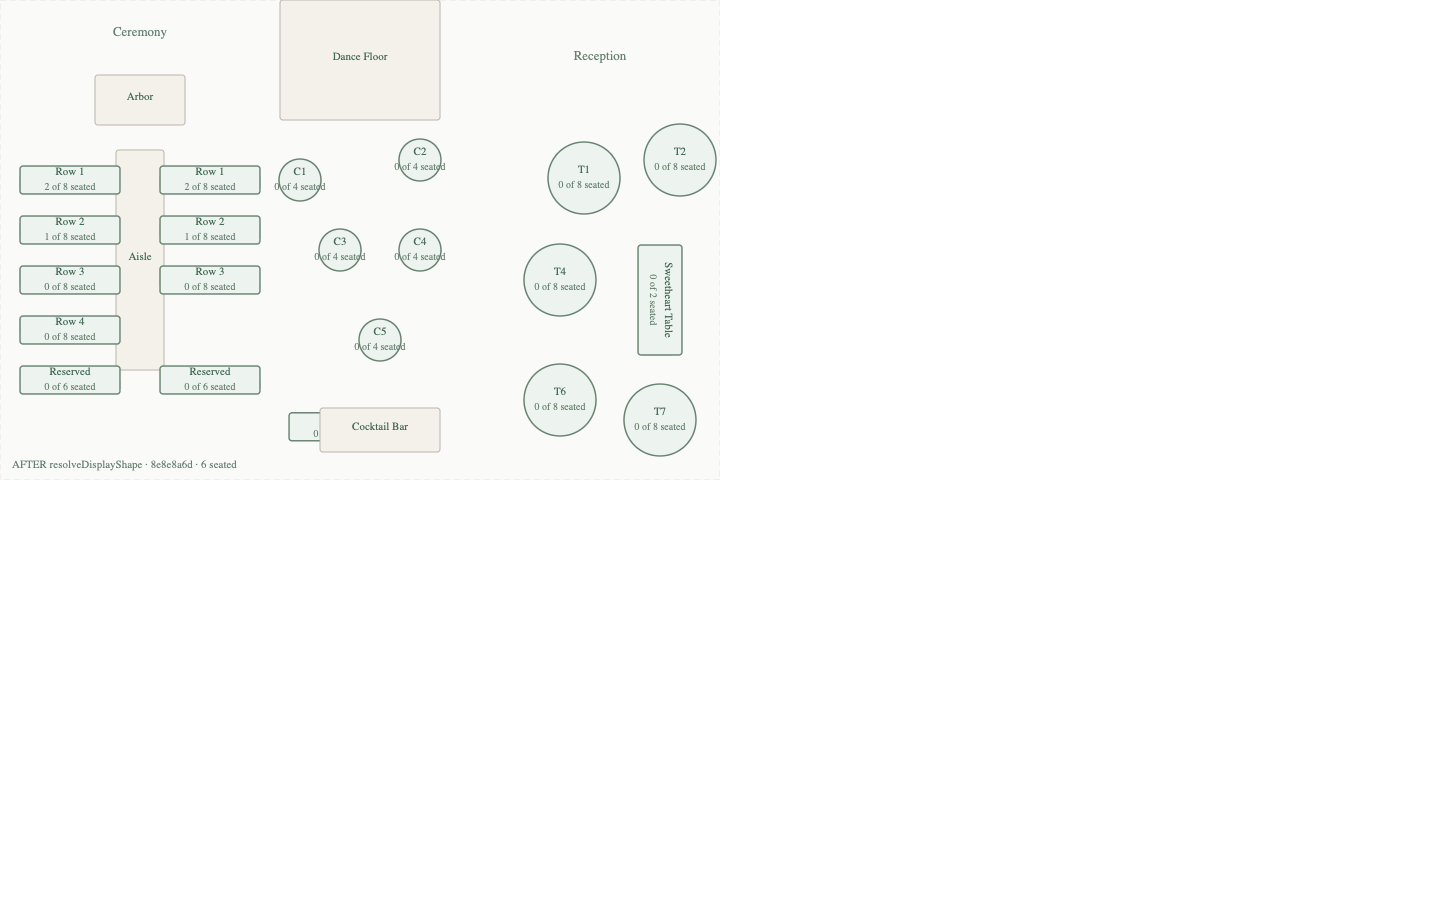 Ceremony
Dance Floor
Reception
Arbor
Row 1
2 of 8 seated
Row 1
2 of 8 seated
Row 2
1 of 8 seated
Row 2
1 of 8 seated
Aisle
Row 3
0 of 8 seated
Row 3
0 of 8 seated
Row 4
0 of 8 seated
Reserved
0 of 6 seated
Reserved
0 of 6 seated
C1
0 of 4 seated
C2
0 of 4 seated
C3
0 of 4 seated
C4
0 of 4 seated
C5
0 of 4 seated
0
Cocktail Bar
T1
0 of 8 seated
T2
0 of 8 seated
T4
0 of 8 seated
Sweetheart Table
0 of 2 seated
T6
0 of 8 seated
T7
0 of 8 seated
AFTER resolveDisplayShape · 8e8e8a6d · 6 seated